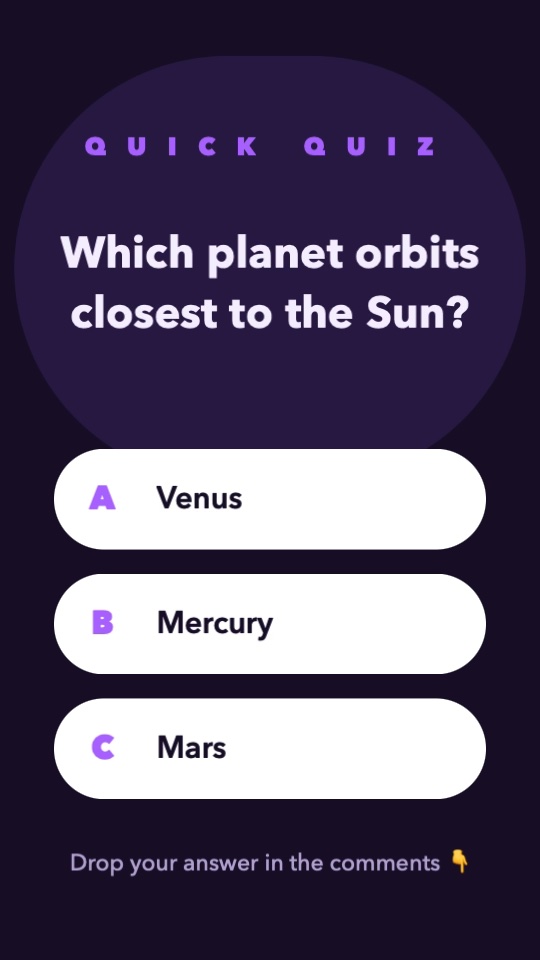 QUICK QUIZ
Which planet orbits
closest to the Sun?
A Venus
B Mercury
C Mars
Drop your answer in the comments 👇